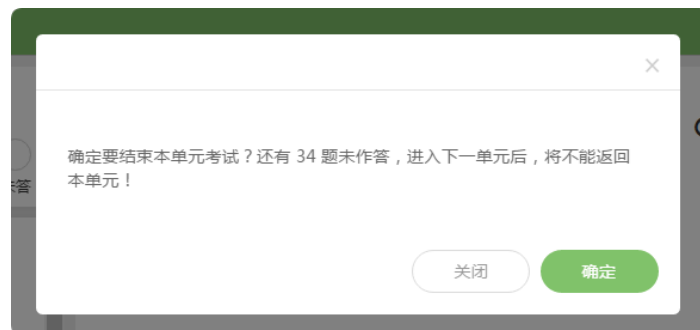 确定要结束本单元考试？还有 34 题未作答，进入下一单元后，将不能返回
本单元！
答
关闭
确定